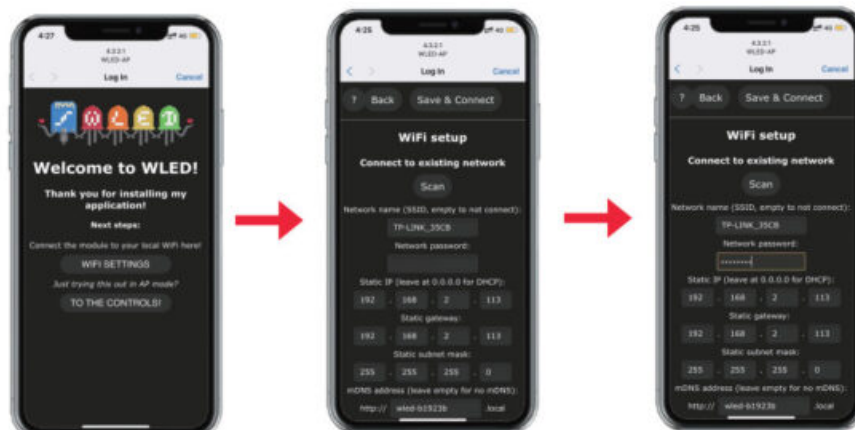 4:27
4G
4.3.2.1
WLED-AP
Log In
Cancel
WLED
Welcome to WLED!
Thank you for installing my
application!
Next steps:
Connect the module to your local WiFi here!
WIFI SETTINGS
Just trying this out in AP mode?
TO THE CONTROLS!
4:25
4G
4.3.2.1
WLED-AP
Log In
Cancel
? Back Save & Connect
WiFi setup
Connect to existing network
Scan
Network name (SSID, empty to not connect):
TP-LINK_35CB
Network password:
Static IP (leave at 0.0.0.0 for DHCP):
192 . 168 . 2 . 113
Static gateway:
192 . 168 . 2 . 113
Static subnet mask:
255 . 255 . 255 . 0
mDNS address (leave empty for no mDNS):
http:// wled-b1923b .local
4:25
4G
4.3.2.1
WLED-AP
Log In
Cancel
? Back Save & Connect
WiFi setup
Connect to existing network
Scan
Network name (SSID, empty to not connect):
TP-LINK_35CB
Network password:
••••••••
Static IP (leave at 0.0.0.0 for DHCP):
192 . 168 . 2 . 113
Static gateway:
192 . 168 . 2 . 113
Static subnet mask:
255 . 255 . 255 . 0
mDNS address (leave empty for no mDNS):
http:// wled-b1923b .local